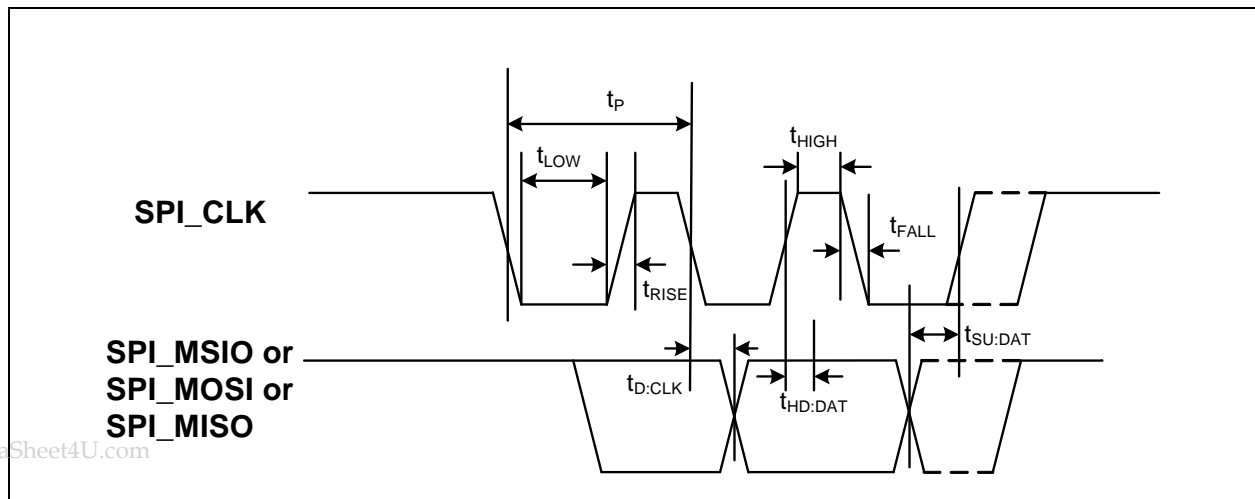 tP
tHIGH
tLOW
SPI_CLK
tFALL
tRISE
SPI_MSIO or
SPI_MOSI or
SPI_MISO
tSU:DAT
tD:CLK
tHD:DAT
aSheet4U.com